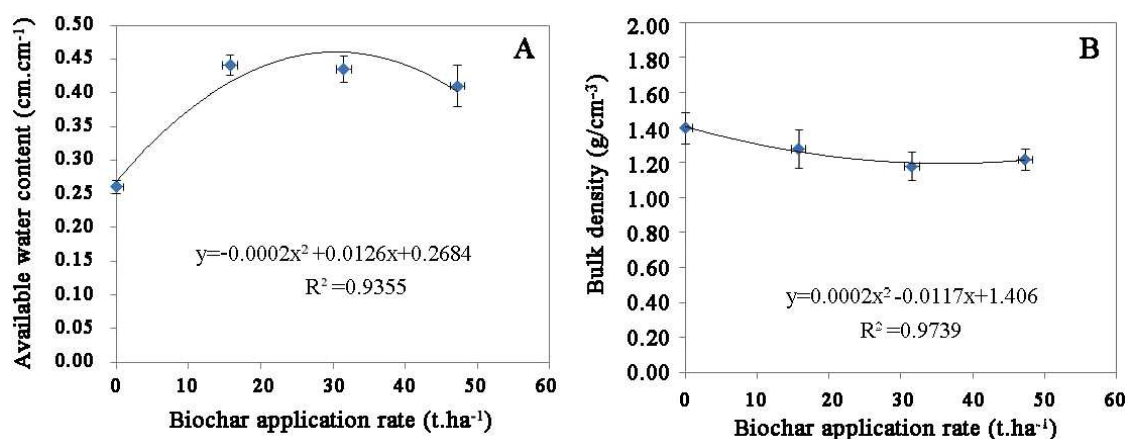 A
Available water content (cm.cm⁻¹)
0.50
0.45
0.40
0.35
0.30
0.25
0.20
0.15
0.10
0.05
0.00
y=-0.0002x²+0.0126x+0.2684
R²=0.9355
0 10 20 30 40 50 60
Biochar application rate (t.ha⁻¹)
B
Bulk density (g/cm⁻³)
2.00
1.80
1.60
1.40
1.20
1.00
0.80
0.60
0.40
0.20
0.00
y=0.0002x²-0.0117x+1.406
R²=0.9739
0 10 20 30 40 50 60
Biochar application rate (t.ha⁻¹)